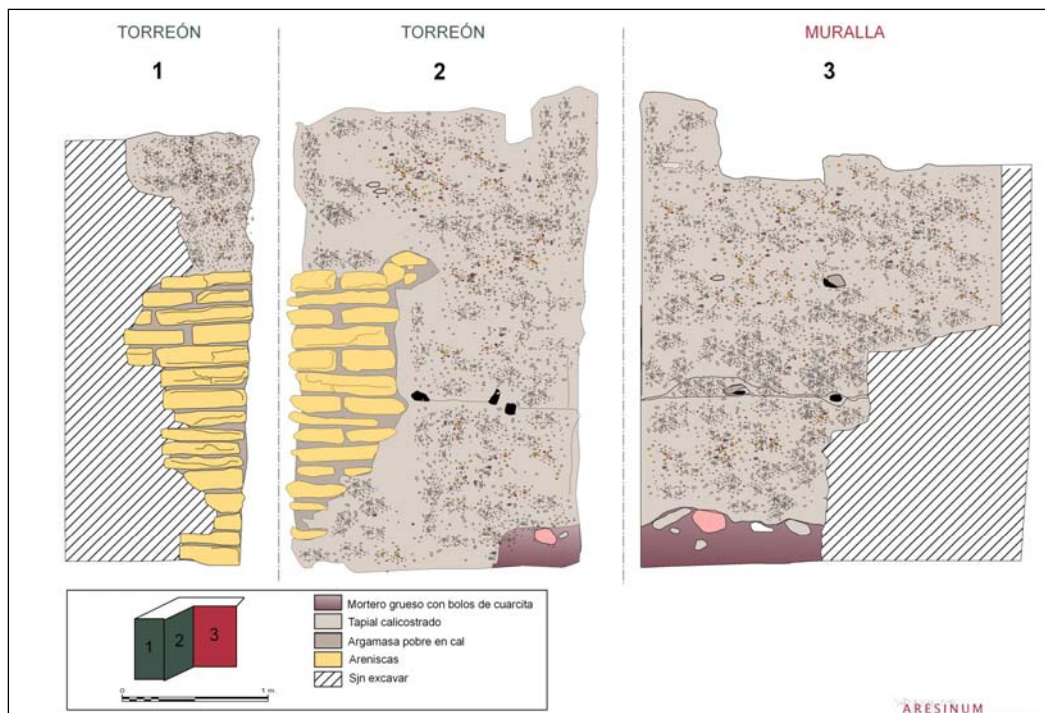 TORREÓN
1
TORREÓN
2
MURALLA
3
1
2
3
0
1 m.
Mortero grueso con bolos de cuarcita
Tapial calicostrado
Argamasa pobre en cal
Areniscas
Sjn excavar
ARESINUM